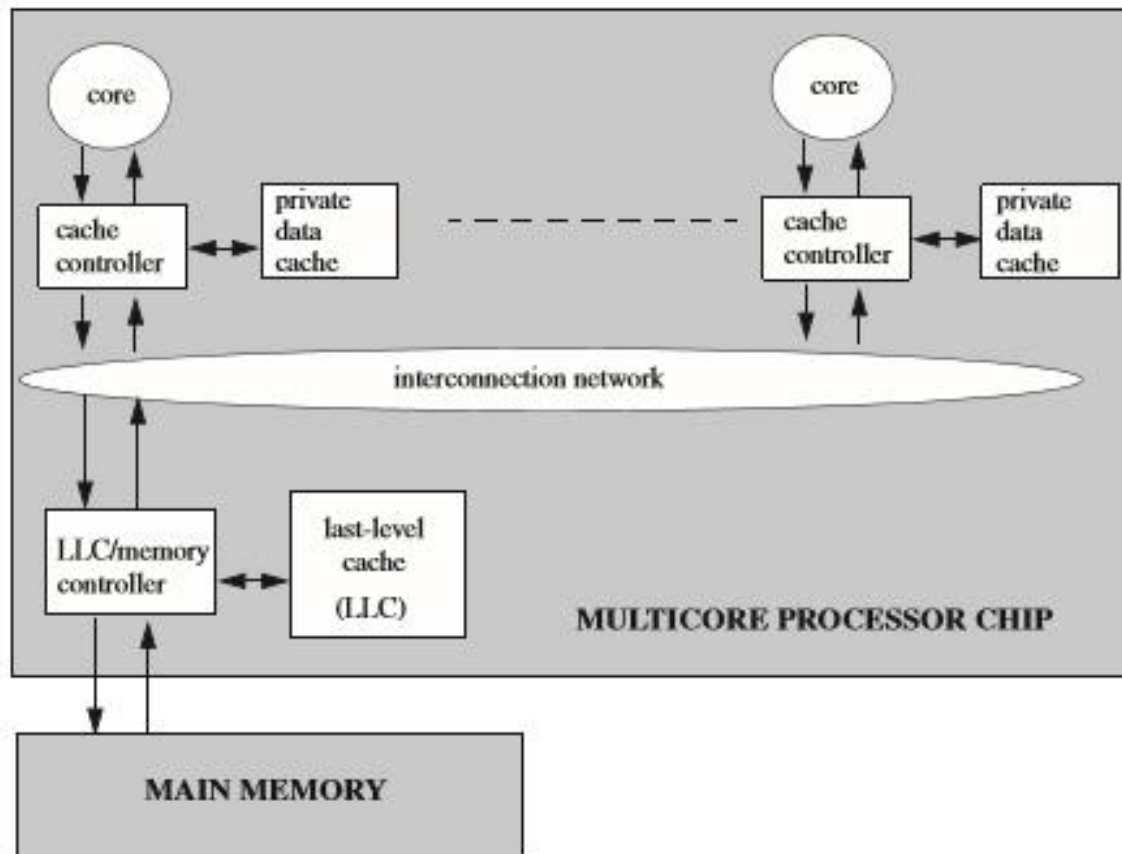 core
core
cache
controller
private
data
cache
cache
controller
private
data
cache
interconnection network
LLC/memory
controller
last-level
cache
(LLC)
MULTICORE PROCESSOR CHIP
MAIN MEMORY